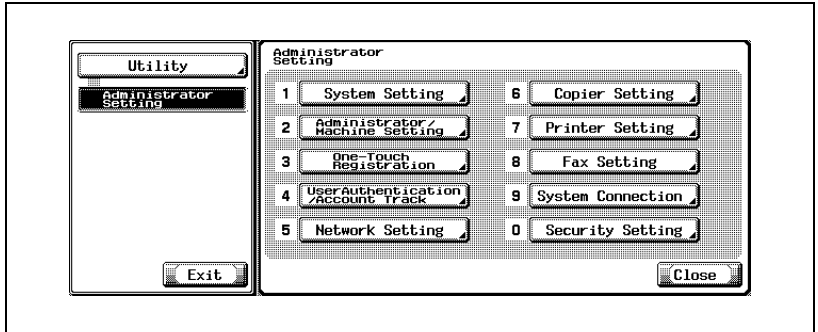 Utility
Administrator
Setting
Exit
Administrator
Setting
1 System Setting
2 Administrator/
Machine Setting
3 One-Touch
Registration
4 UserAuthentication
/Account Track
5 Network Setting
6 Copier Setting
7 Printer Setting
8 Fax Setting
9 System Connection
0 Security Setting
Close